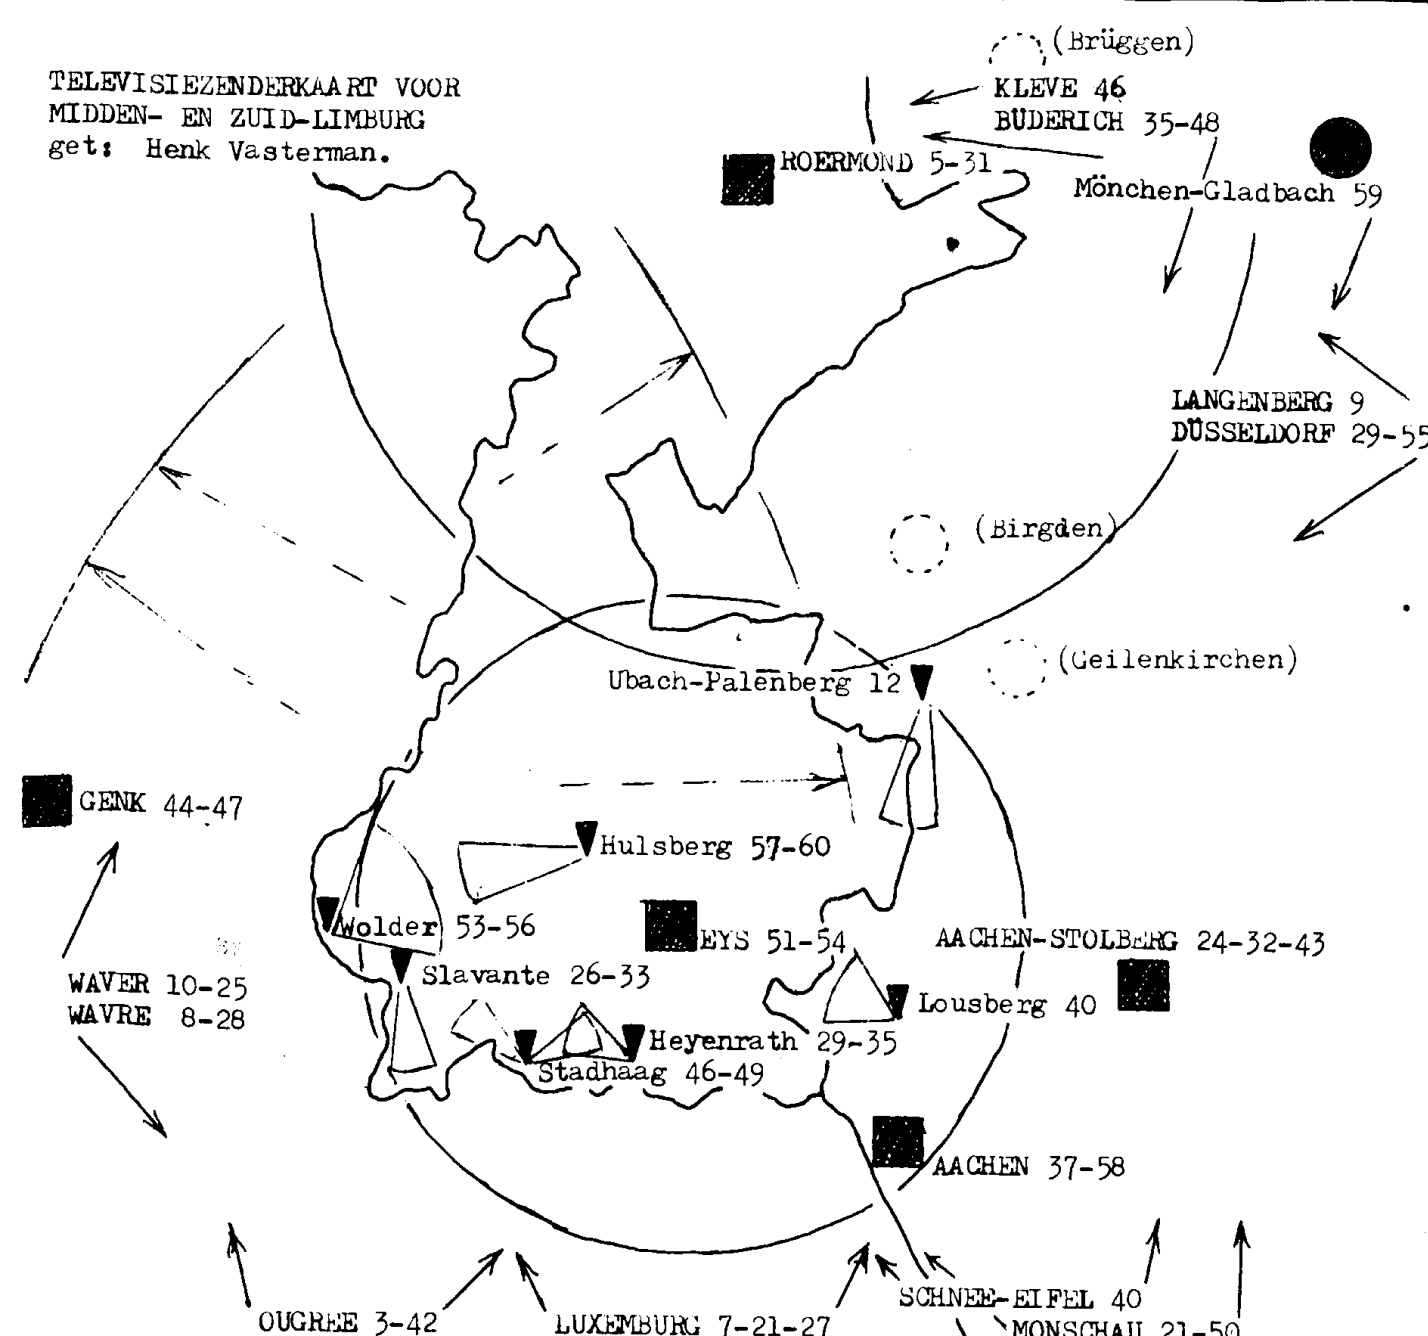 TELEVISIEZENDERKAART VOOR
MIDDEN- EN ZUID-LIMBURG
get: Henk Vasterman.
(Brüggen)
KLEVE 46
BÜDERICH 35-48
ROERMOND 5-31
Mönchen-Gladbach 59
LANGENBERG 9
DÜSSELDORF 29-55
(Birgden)
(Geilenkirchen)
Ubach-Palenberg 12
GENK 44-47
Hulsberg 57-60
Wolder 53-56
EYS 51-54
AACHEN-STOLBERG 24-32-43
Slavante 26-33
WAVER 10-25
WAVRE 8-28
Lousberg 40
Heyenrath 29-35
Stadhaag 46-49
AACHEN 37-58
SCHNEE-EIFEL 40
OUGREE 3-42
LUXEMBURG 7-21-27
MONSCHAU 21-50